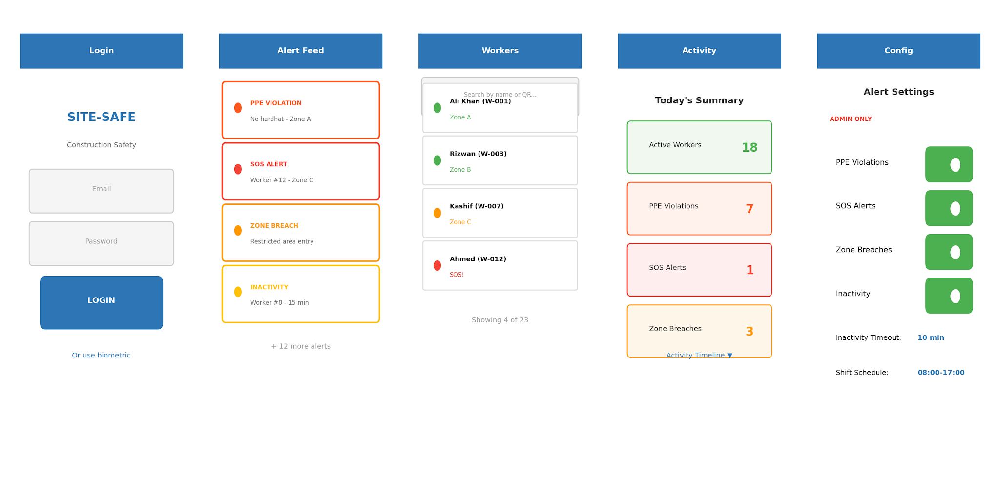 Login
SITE-SAFE
Construction Safety
Email
Password
LOGIN
Or use biometric
Alert Feed
PPE VIOLATION
No hardhat - Zone A
SOS ALERT
Worker #12 - Zone C
ZONE BREACH
Restricted area entry
INACTIVITY
Worker #8 - 15 min
+ 12 more alerts
Workers
Search by name or QR...
Ali Khan (W-001)
Zone A
Rizwan (W-003)
Zone B
Kashif (W-007)
Zone C
Ahmed (W-012)
SOS!
Showing 4 of 23
Activity
Today's Summary
Active Workers 18
PPE Violations 7
SOS Alerts 1
Zone Breaches 3
Activity Timeline ▼
Config
Alert Settings
ADMIN ONLY
PPE Violations
SOS Alerts
Zone Breaches
Inactivity
Inactivity Timeout: 10 min
Shift Schedule: 08:00-17:00